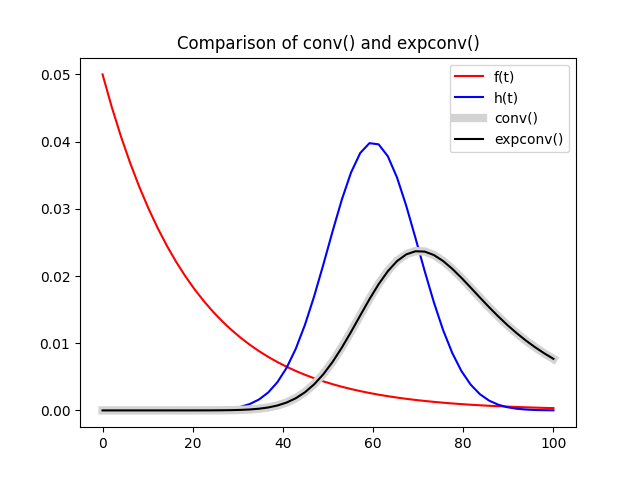 Comparison of conv() and expconv()
f(t)
h(t)
conv()
expconv()
0.05
0.04
0.03
0.02
0.01
0.00
0 20 40 60 80 100